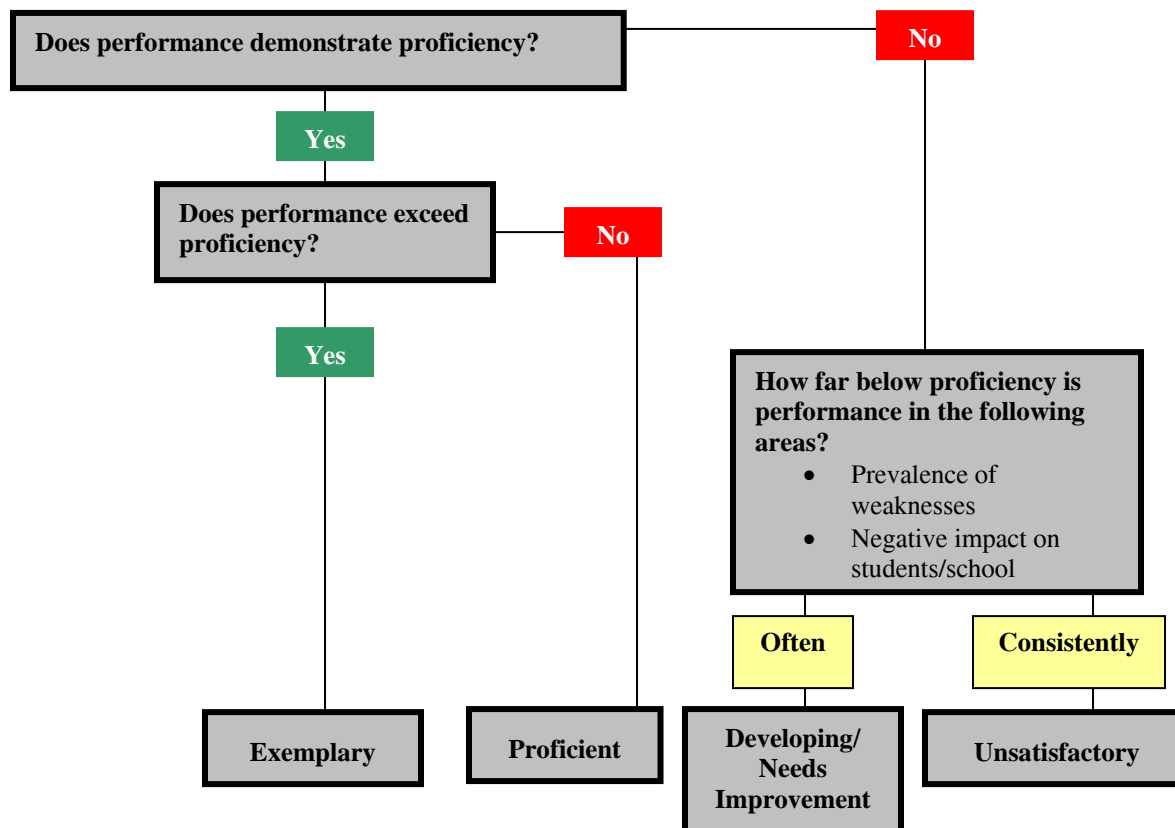 Does performance demonstrate proficiency?
No
Yes
Does performance exceed
proficiency?
No
Yes
How far below proficiency is
performance in the following
areas?
• Prevalence of
weaknesses
• Negative impact on
students/school
Often
Consistently
Exemplary
Proficient
Developing/
Needs
Improvement
Unsatisfactory